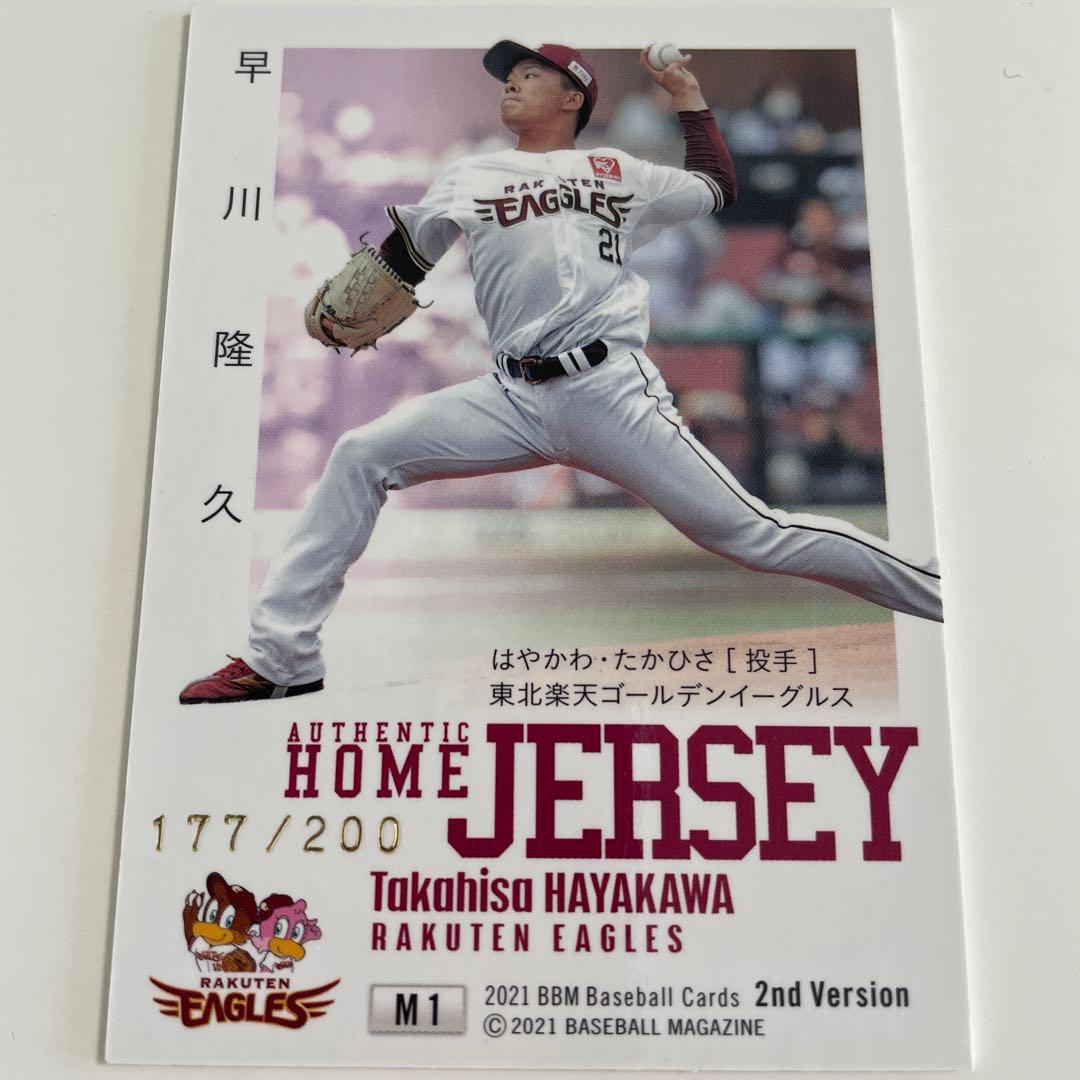 早川隆久
RAKUTEN
EAGLES
21
はやかわ・たかひさ [ 投手 ]
東北楽天ゴールデンイーグルス
AUTHENTIC
HOME
JERSEY
177/200
Takahisa HAYAKAWA
RAKUTEN EAGLES
EAGLES
10
RAKUTEN
EAGLES
M1
2021 BBM Baseball Cards 2nd Version
© 2021 BASEBALL MAGAZINE